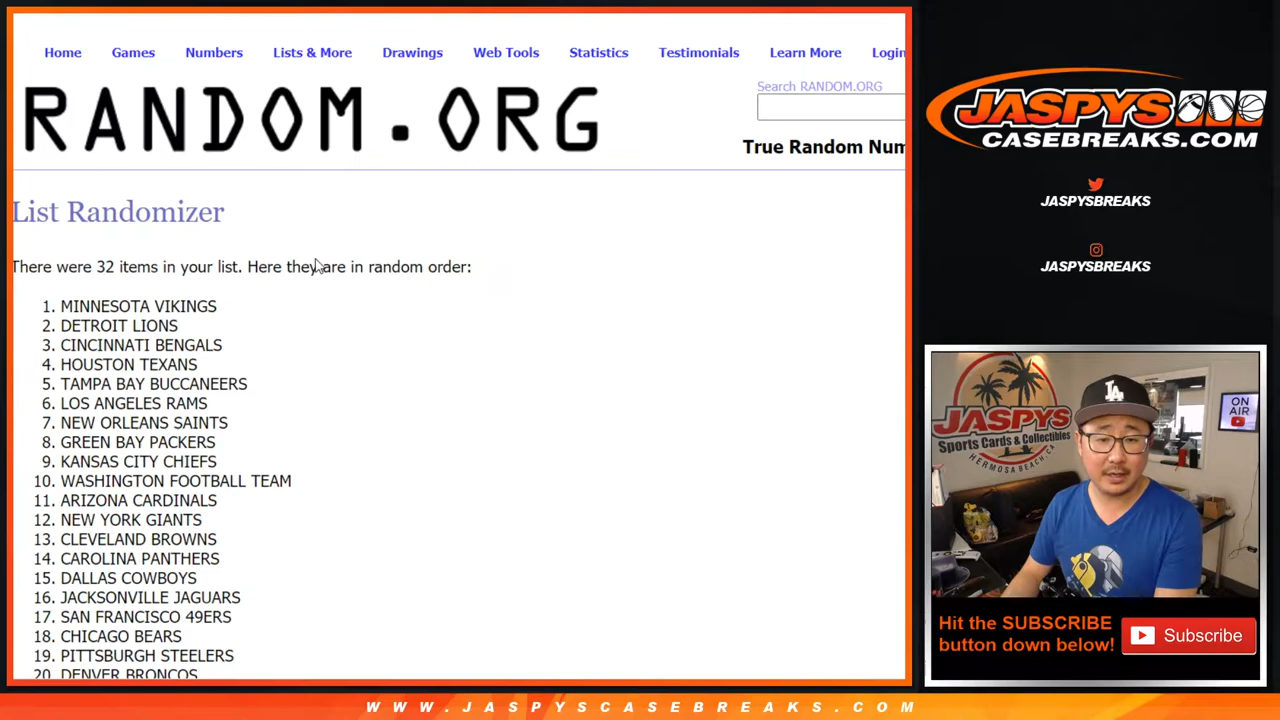 Home Games Numbers Lists & More Drawings Web Tools Statistics Testimonials Learn More Login
RANDOM.ORG
Search RANDOM.ORG
True Random Num
List Randomizer
There were 32 items in your list. Here they are in random order:
1. MINNESOTA VIKINGS
2. DETROIT LIONS
3. CINCINNATI BENGALS
4. HOUSTON TEXANS
5. TAMPA BAY BUCCANEERS
6. LOS ANGELES RAMS
7. NEW ORLEANS SAINTS
8. GREEN BAY PACKERS
9. KANSAS CITY CHIEFS
10. WASHINGTON FOOTBALL TEAM
11. ARIZONA CARDINALS
12. NEW YORK GIANTS
13. CLEVELAND BROWNS
14. CAROLINA PANTHERS
15. DALLAS COWBOYS
16. JACKSONVILLE JAGUARS
17. SAN FRANCISCO 49ERS
18. CHICAGO BEARS
19. PITTSBURGH STEELERS
20. DENVER BRONCOS
JASPYS
CASEBREAKS.COM
JASPYSBREAKS
JASPYSBREAKS
JASPYS
Sports Cards & Collectibles
HERMOSA BEACH, CA
LA
ON
AIR
Hit the SUBSCRIBE
button down below!
Subscribe
WWW.JASPYSCASEBREAKS.COM